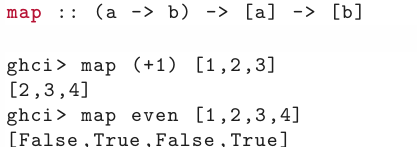 map :: (a -> b) -> [a] -> [b]
ghci> map (+1) [1,2,3]
[2,3,4]
ghci> map even [1,2,3,4]
[False,True,False,True]